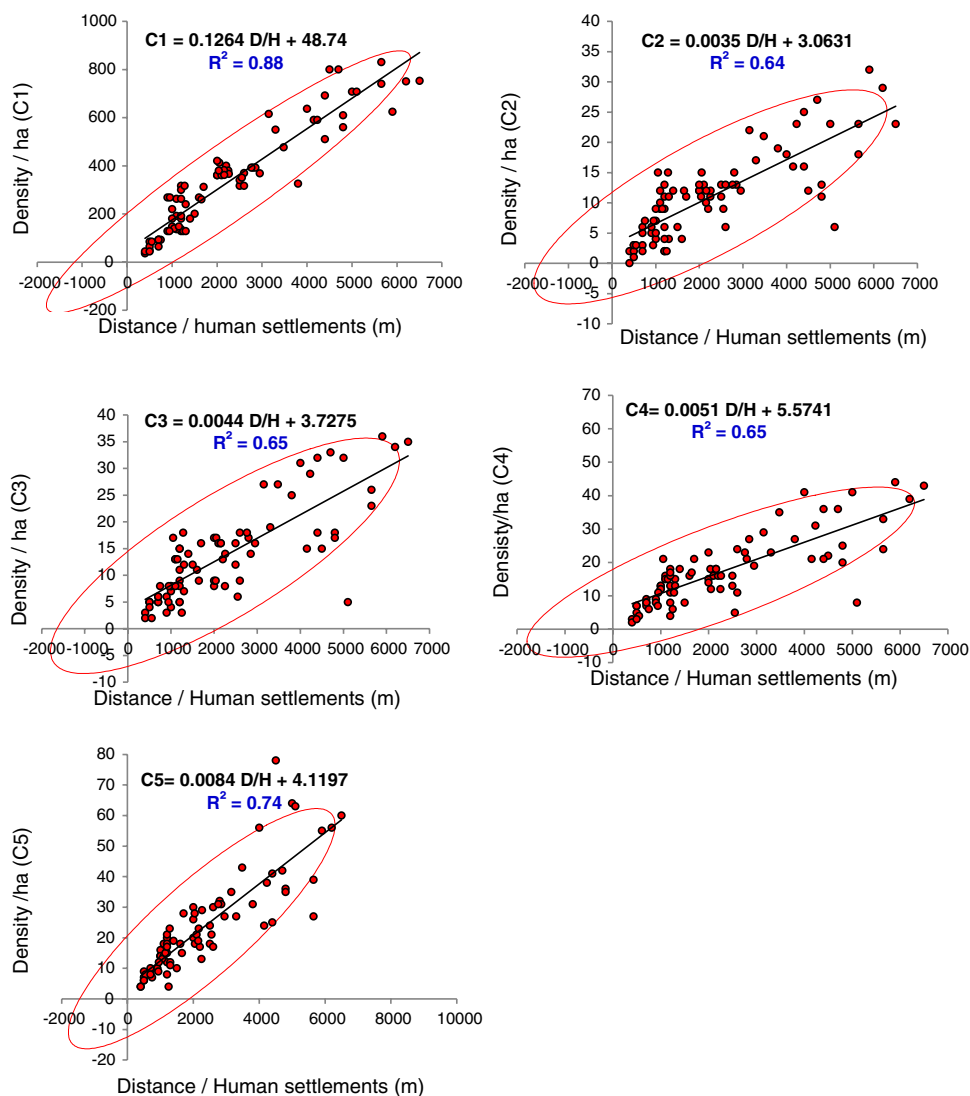 C1 = 0.1264 D/H + 48.74
R² = 0.88
Density / ha (C1)
1000
800
600
400
200
0
-200
-2000 -1000 0 1000 2000 3000 4000 5000 6000 7000
Distance / human settlements (m)
C2 = 0.0035 D/H + 3.0631
R² = 0.64
Density / ha (C2)
40
35
30
25
20
15
10
5
0
-5
-10
-2000 -1000 0 1000 2000 3000 4000 5000 6000 7000
Distance / Human settlements (m)
C3 = 0.0044 D/H + 3.7275
R² = 0.65
Density / ha (C3)
40
35
30
25
20
15
10
5
0
-5
-10
-2000 -1000 0 1000 2000 3000 4000 5000 6000 7000
Distance / Human settlements (m)
C4= 0.0051 D/H + 5.5741
R² = 0.65
Densisty/ha (C4)
70
60
50
40
30
20
10
0
-10
-2000 -1000 0 1000 2000 3000 4000 5000 6000 7000
Distance / Human settlements (m)
C5= 0.0084 D/H + 4.1197
R² = 0.74
Density /ha (C5)
80
70
60
50
40
30
20
10
0
-10
-20
-2000 0 2000 4000 6000 8000 10000
Distance / Human settlements (m)